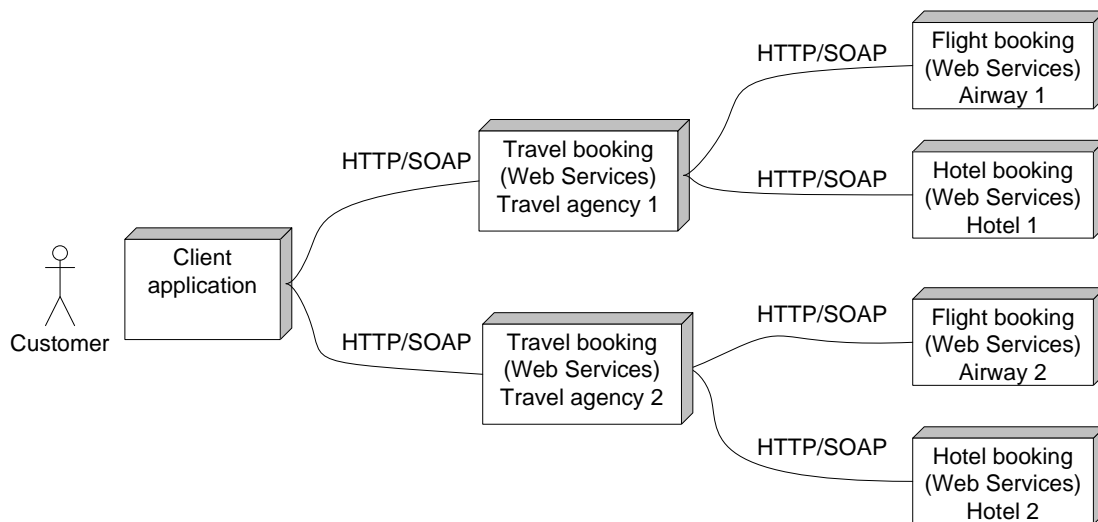 Customer
Client
application
HTTP/SOAP
Travel booking
(Web Services)
Travel agency 1
HTTP/SOAP
Flight booking
(Web Services)
Airway 1
HTTP/SOAP
Hotel booking
(Web Services)
Hotel 1
HTTP/SOAP
Travel booking
(Web Services)
Travel agency 2
HTTP/SOAP
Flight booking
(Web Services)
Airway 2
HTTP/SOAP
Hotel booking
(Web Services)
Hotel 2